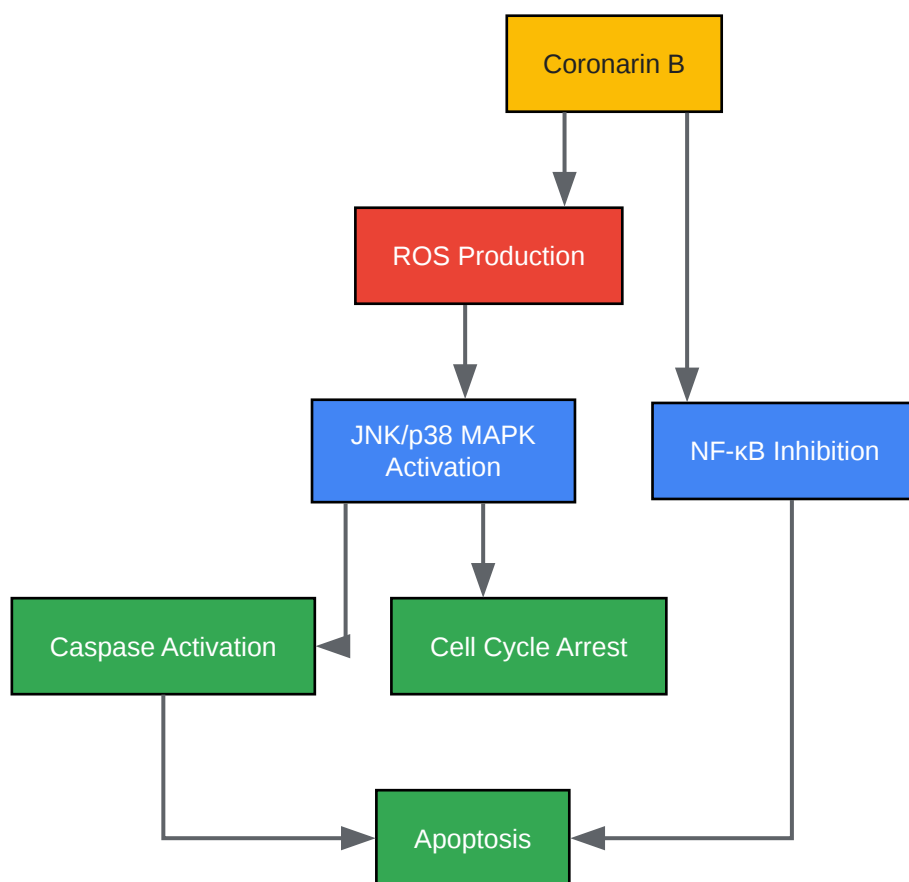 Coronarin B
ROS Production
JNK/p38 MAPK
Activation
NF-κB Inhibition
Caspase Activation
Cell Cycle Arrest
Apoptosis